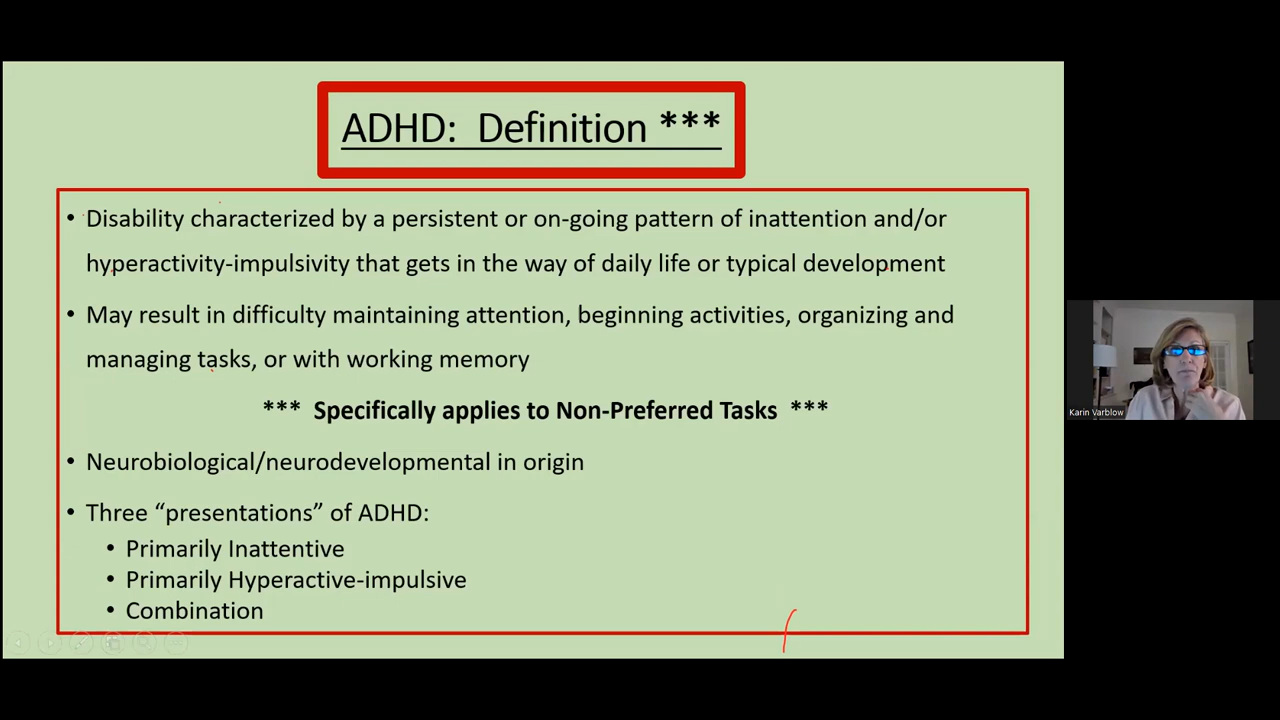 ADHD:  Definition ***
• Disability characterized by a persistent or on-going pattern of inattention and/or
hyperactivity-impulsivity that gets in the way of daily life or typical development
• May result in difficulty maintaining attention, beginning activities, organizing and
managing tasks, or with working memory
***  Specifically applies to Non-Preferred Tasks  ***
• Neurobiological/neurodevelopmental in origin
• Three “presentations” of ADHD:
• Primarily Inattentive
• Primarily Hyperactive-impulsive
• Combination
Karin Varblow